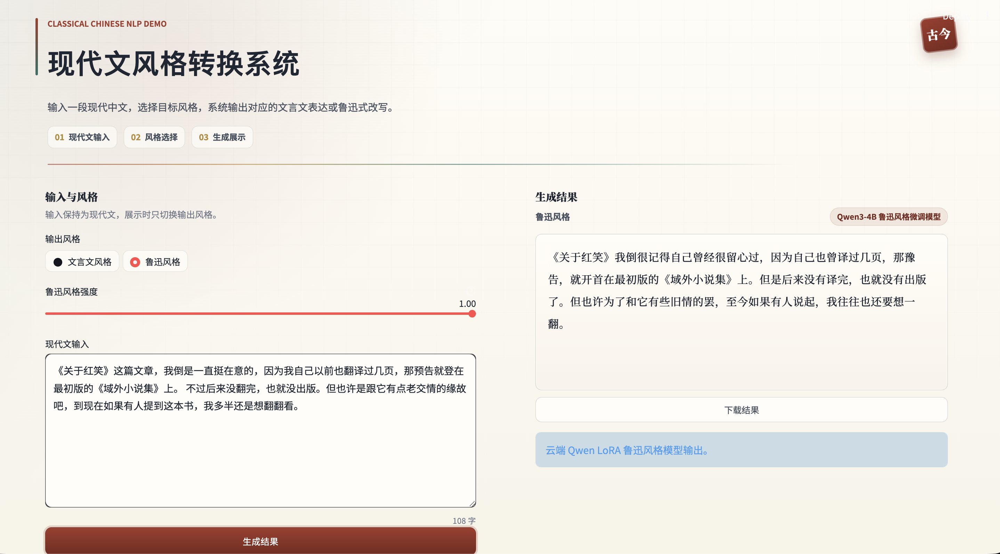 CLASSICAL CHINESE NLP DEMO
古今
现代文风格转换系统
输入一段现代中文，选择目标风格，系统输出对应的文言文表达或鲁迅式改写。
01 现代文输入
02 风格选择
03 生成展示
输入与风格
输入保持为现代文，展示时只切换输出风格。
输出风格
文言文风格
鲁迅风格
鲁迅风格强度
1.00
现代文输入
《关于红笑》这篇文章，我倒是一直挺在意的，因为我自己以前也翻译过几页，那预告就登在
最初版的《域外小说集》上。 不过后来没翻完，也就没出版。但也许是跟它有点老交情的缘故
吧，到现在如果有人提到这本书，我多半还是想翻翻看。
108 字
生成结果
生成结果
鲁迅风格
Qwen3-4B 鲁迅风格微调模型
《关于红笑》我倒很记得自己曾经很留心过，因为自己也曾译过几页，那豫
告，就开首在最初版的《域外小说集》上。但是后来没有译完，也就没有出版
了。但也许为了和它有些旧情的罢，至今如果有人说起，我往往也还要想一
翻。
下载结果
云端 Qwen LoRA 鲁迅风格模型输出。